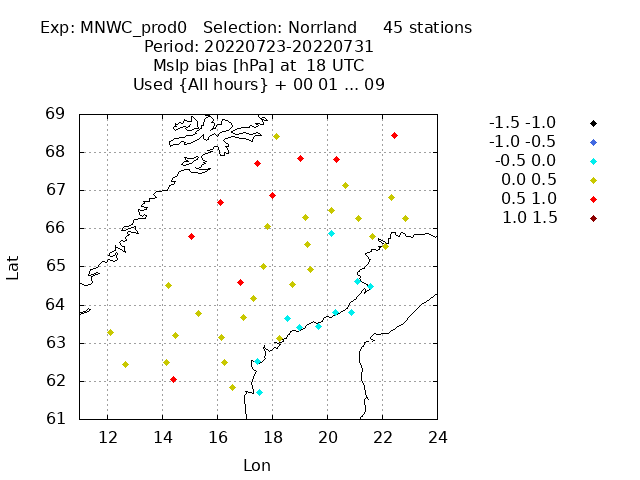 Exp: MNWC_prod0   Selection: Norrland     45 stations
Period: 20220723-20220731
Mslp bias [hPa] at  18 UTC
Used {All hours} + 00 01 ... 09
69
68
67
66
65
64
63
62
61
Lat
12 14 16 18 20 22 24
Lon
-1.5 -1.0
-1.0 -0.5
-0.5 0.0
0.0 0.5
0.5 1.0
1.0 1.5